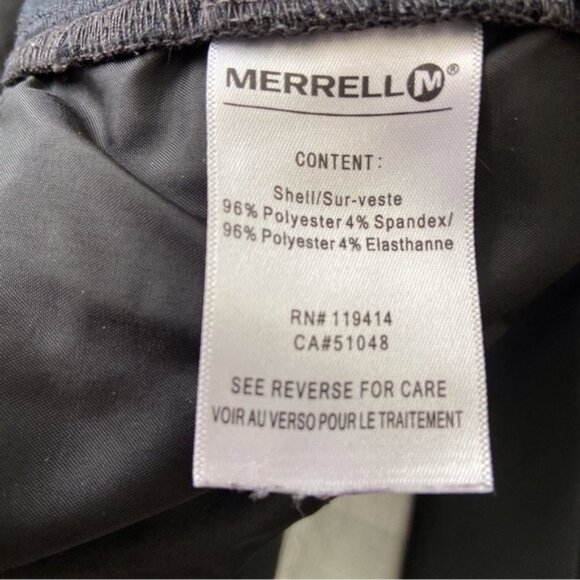 MERRELL M®
CONTENT:
Shell/Sur-veste
96% Polyester 4% Spandex/
96% Polyester 4% Elasthanne
RN# 119414
CA#51048
SEE REVERSE FOR CARE
VOIR AU VERSO POUR LE TRAITEMENT